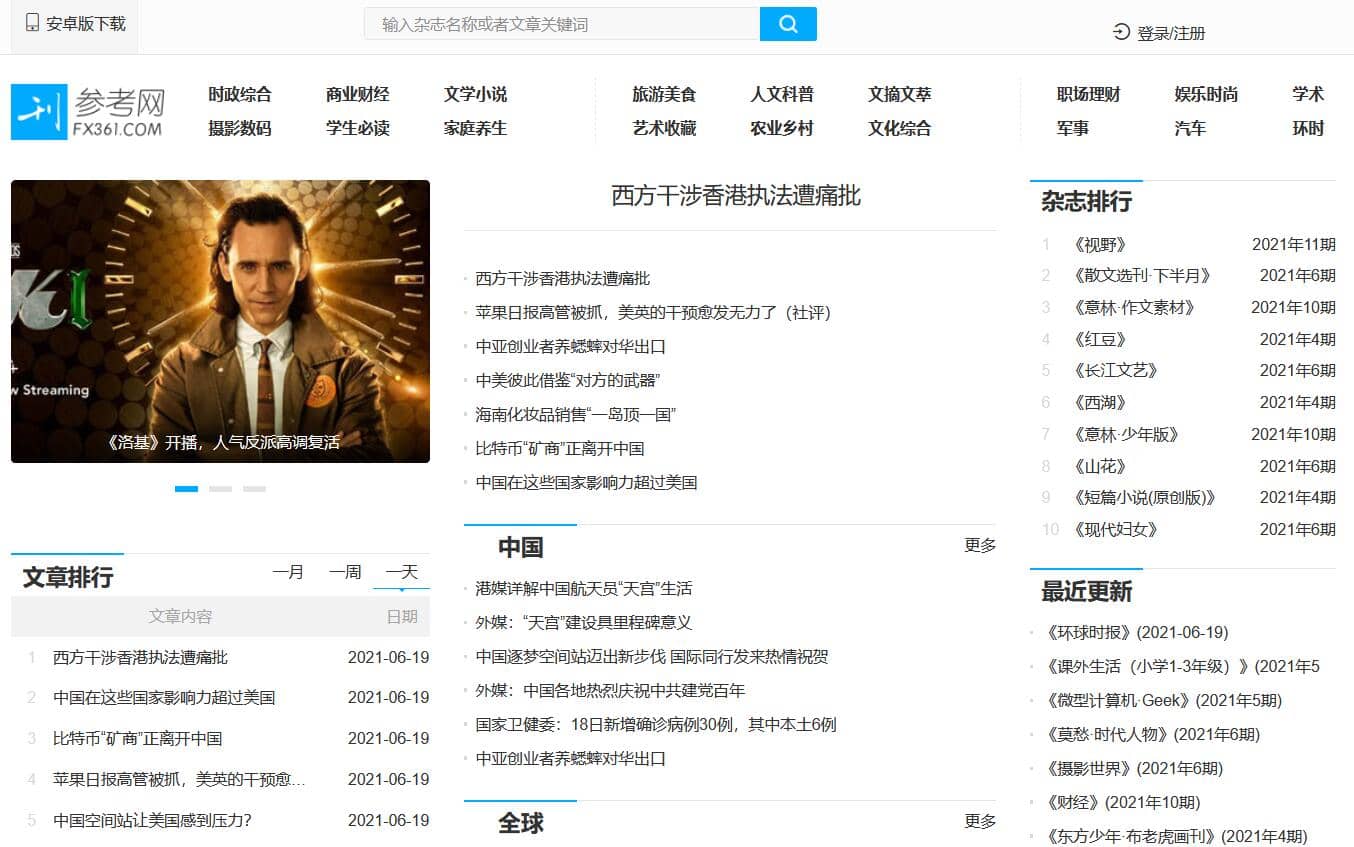 安卓版下载
输入杂志名称或者文章关键词
登录/注册
刊 参考网
FX361.COM
时政综合 商业财经 文学小说 旅游美食 人文科普 文摘文萃 职场理财 娱乐时尚 学术
摄影数码 学生必读 家庭养生 艺术收藏 农业乡村 文化综合 军事 汽车 环时
w Streaming
《洛基》开播，人气反派高调复活
文章排行 一月 一周 一天
文章内容 日期
1 西方干涉香港执法遭痛批 2021-06-19
2 中国在这些国家影响力超过美国 2021-06-19
3 比特币“矿商”正离开中国 2021-06-19
4 苹果日报高管被抓，美英的干预愈… 2021-06-19
5 中国空间站让美国感到压力? 2021-06-19
西方干涉香港执法遭痛批
西方干涉香港执法遭痛批
苹果日报高管被抓，美英的干预愈发无力了（社评）
中亚创业者养蟋蟀对华出口
中美彼此借鉴“对方的武器”
海南化妆品销售“一岛顶一国”
比特币“矿商”正离开中国
中国在这些国家影响力超过美国
中国 更多
港媒详解中国航天员“天宫”生活
外媒：“天宫”建设具里程碑意义
中国逐梦空间站迈出新步伐 国际同行发来热情祝贺
外媒：中国各地热烈庆祝中共建党百年
国家卫健委：18日新增确诊病例30例，其中本土6例
中亚创业者养蟋蟀对华出口
全球 更多
杂志排行
1 《视野》 2021年11期
2 《散文选刊·下半月》 2021年6期
3 《意林·作文素材》 2021年10期
4 《红豆》 2021年4期
5 《长江文艺》 2021年6期
6 《西湖》 2021年4期
7 《意林·少年版》 2021年10期
8 《山花》 2021年6期
9 《短篇小说(原创版)》 2021年4期
10 《现代妇女》 2021年6期
最近更新
《环球时报》(2021-06-19)
《课外生活（小学1-3年级）》(2021年5
《微型计算机·Geek》(2021年5期)
《莫愁·时代人物》(2021年6期)
《摄影世界》(2021年6期)
《财经》(2021年10期)
《东方少年·布老虎画刊》(2021年4期)